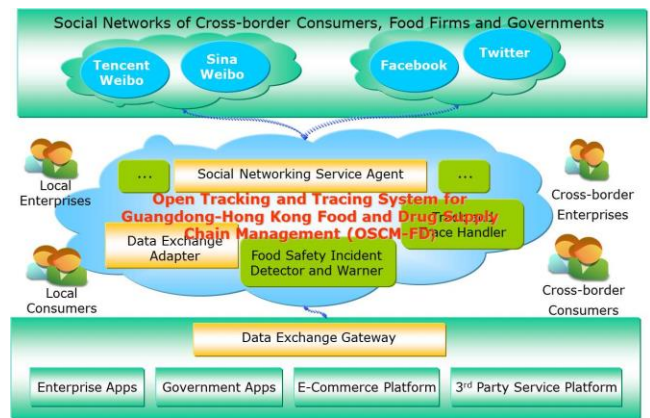 Social Networks of Cross-border Consumers, Food Firms and Governments
Tencent
Weibo
Sina
Weibo
Facebook
Twitter
Local
Enterprises
...
Social Networking Service Agent
...
Cross-border
Enterprises
Open Tracking and Tracing System for
Guangdong-Hong Kong Food and Drug Supply
Chain Management (OSCM-FD)
Data Exchange
Adapter
Handler
Food Safety Incident
Detector and Warner
Local
Consumers
Cross-border
Consumers
Data Exchange Gateway
Enterprise Apps
Government Apps
E-Commerce Platform
3rd Party Service Platform